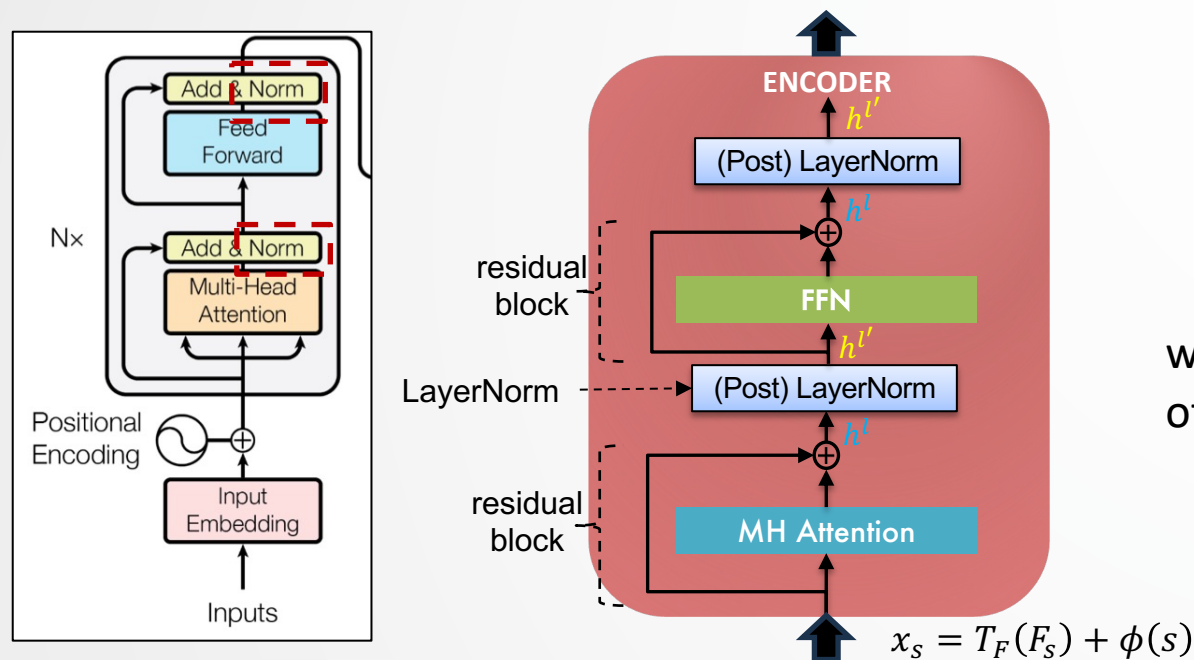 Add & Norm
Feed
Forward
N×
Add & Norm
Multi-Head
Attention
Positional
Encoding
Input
Embedding
Inputs
ENCODER
h^{l'}
(Post) LayerNorm
h^l
+
residual
block
FFN
h^{l'}
LayerNorm
(Post) LayerNorm
h^l
+
residual
block
MH Attention
x_s = T_F(F_s) + ϕ(s)